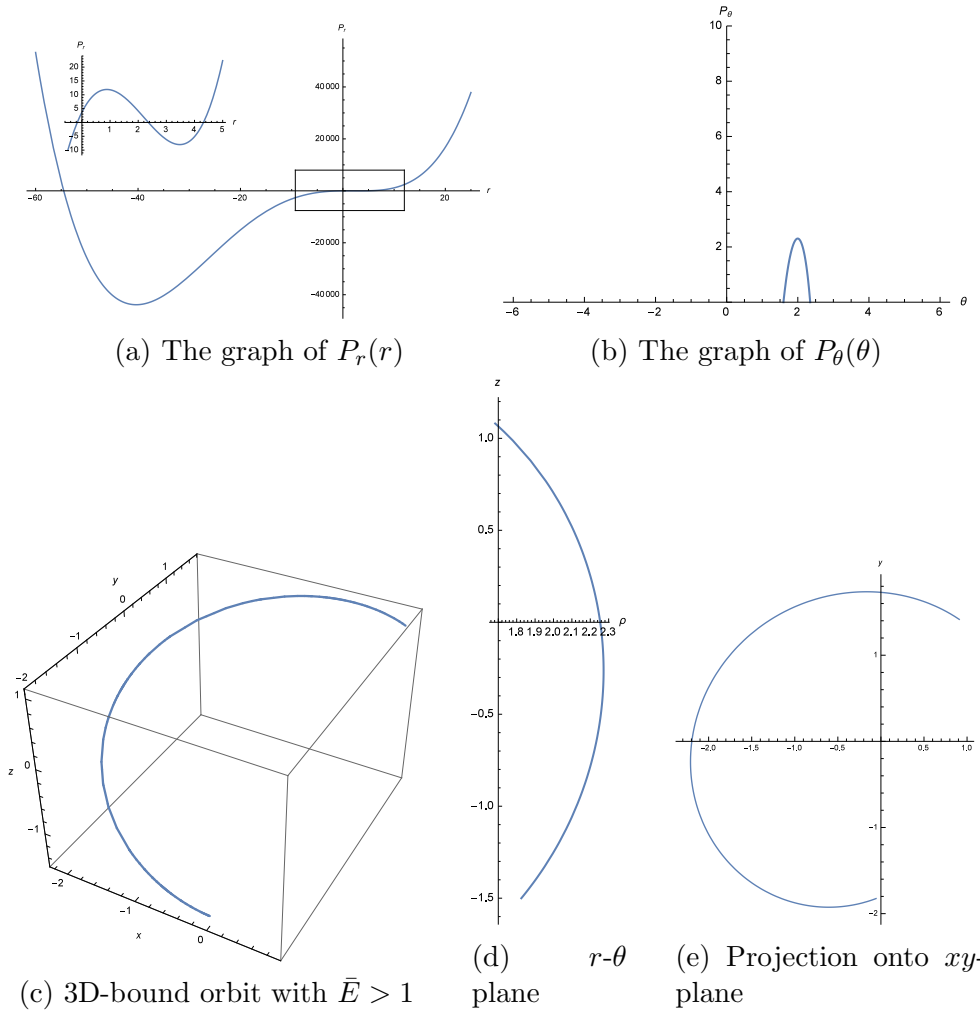 P_r
20
15
10
5
-5
-10
1 2 3 4 5 r
P_r
40000
20000
-20000
-40000
-60 -40 -20 20 r
(a) The graph of P_r(r)
P_θ
10
8
6
4
2
0
-6 -4 -2 0 2 4 6 θ
(b) The graph of P_θ(θ)
y
1
0
-1
-2
z
1
0
-1
x
-2
-1
0
(c) 3D-bound orbit with Ē > 1
z
1.0
0.5
1.8 1.9 2.0 2.1 2.2 2.3 ρ
-0.5
-1.0
-1.5
(d) r-θ
plane
y
1
-2.0 -1.5 -1.0 -0.5 0.5 1.0
-1
-2
(e) Projection onto xy-
plane